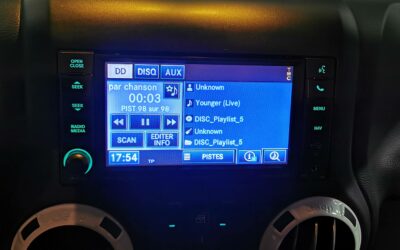 OPEN
CLOSE
SEEK
SEEK
RADIO
MEDIA
DD DISQ AUX
par chanson
00:03
PIST 98 sur 98
SCAN
EDITER
INFO
17:54 TP
Unknown
Younger (Live)
DISC_Playlist_5
Unknown
DISC_Playlist_5
PISTES
MENU
NAV